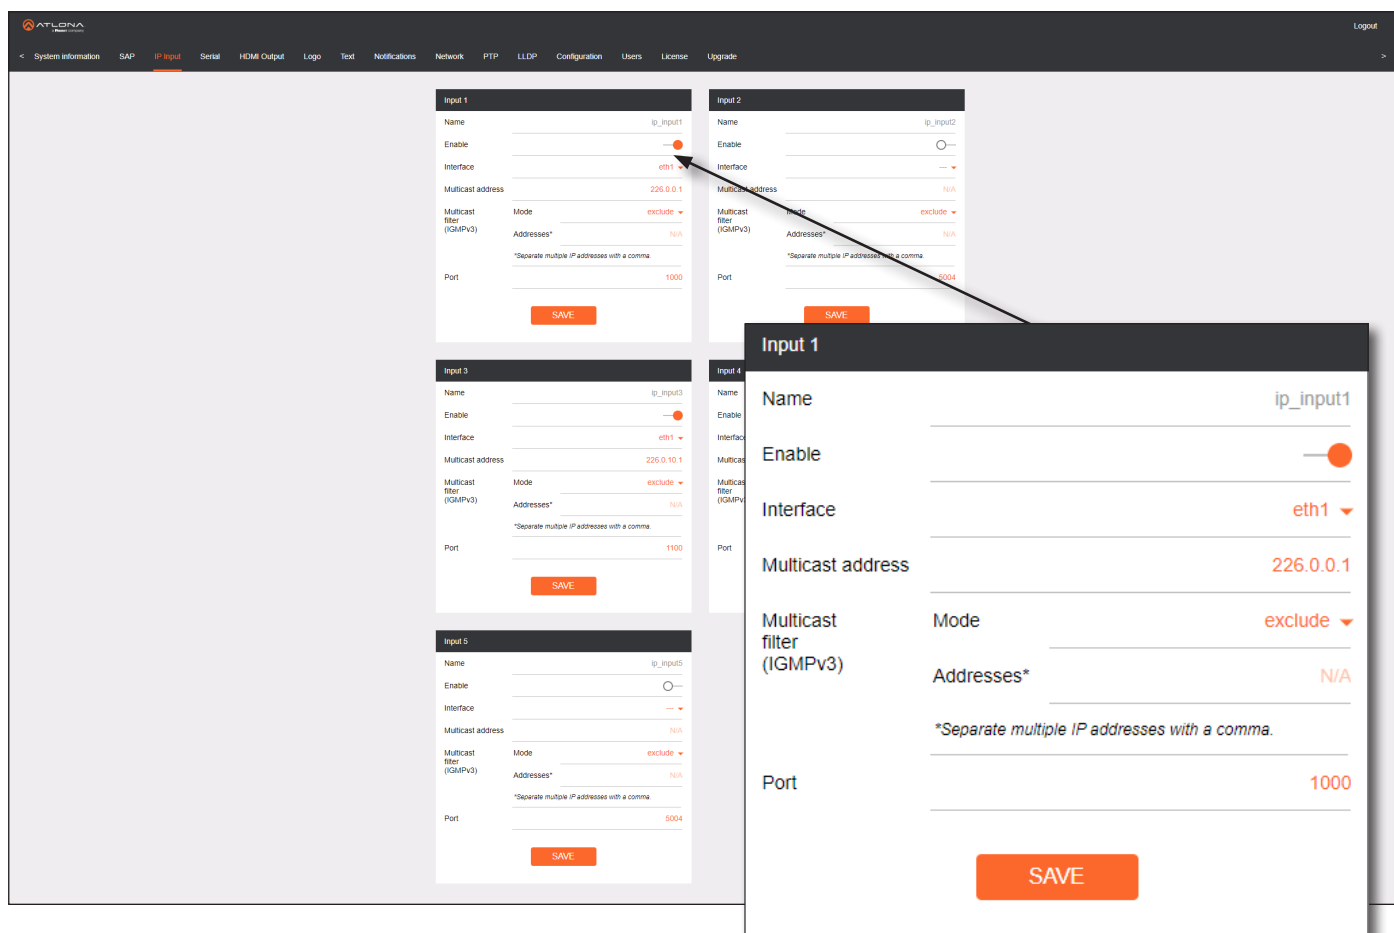 ATLONA
Logout
< System information SAP IP Input Serial HDMI Output Logo Text Notifications Network PTP LLDP Configuration Users License Upgrade >
Input 1
Name ip_input1
Enable
Interface eth1
Multicast address 226.0.0.1
Multicast filter (IGMPv3)
Mode exclude
Addresses* N/A
*Separate multiple IP addresses with a comma.
Port 1000
SAVE
Input 2
Name ip_input2
Enable
Interface ---
Multicast address N/A
Multicast filter (IGMPv3)
Mode exclude
Addresses* N/A
*Separate multiple IP addresses with a comma.
Port 5004
SAVE
Input 3
Name ip_input3
Enable
Interface eth1
Multicast address 226.0.10.1
Multicast filter (IGMPv3)
Mode exclude
Addresses* N/A
*Separate multiple IP addresses with a comma.
Port 1100
SAVE
Input 4
Name
Enable
Port
Input 5
Name ip_input5
Enable
Interface ---
Multicast address N/A
Multicast filter (IGMPv3)
Mode exclude
Addresses* N/A
*Separate multiple IP addresses with a comma.
Port 5004
SAVE
Input 1
Name ip_input1
Enable
Interface eth1
Multicast address 226.0.0.1
Multicast filter (IGMPv3)
Mode exclude
Addresses* N/A
*Separate multiple IP addresses with a comma.
Port 1000
SAVE